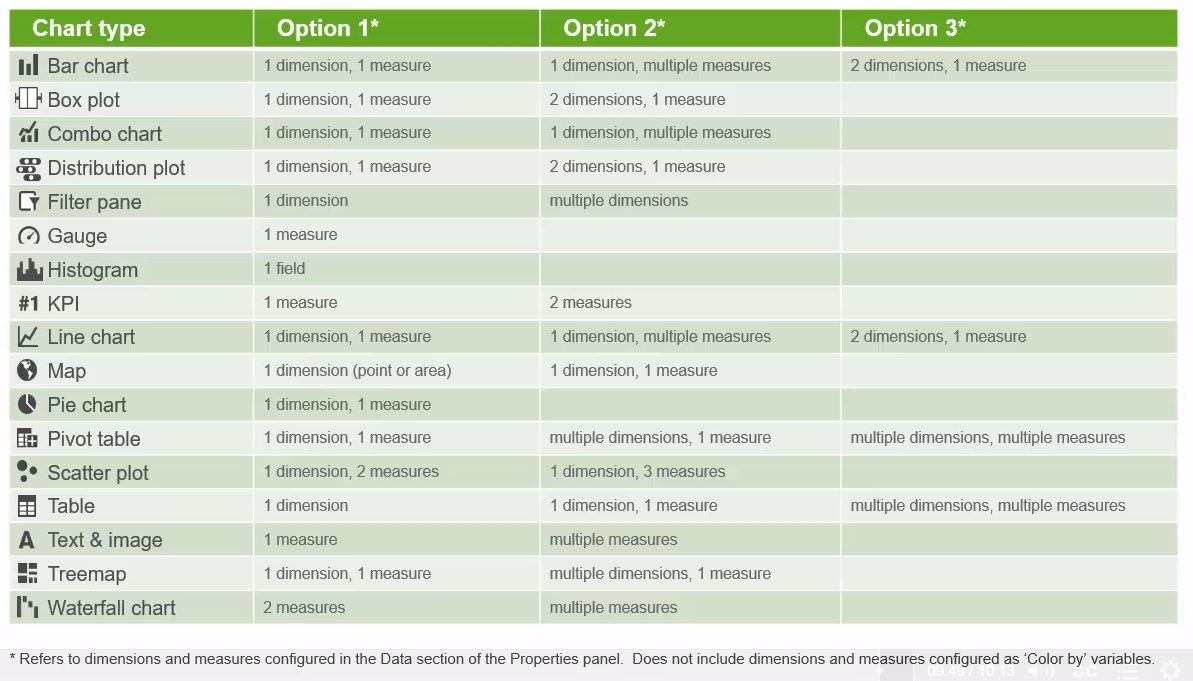 Chart type Option 1* Option 2* Option 3*
Bar chart 1 dimension, 1 measure 1 dimension, multiple measures 2 dimensions, 1 measure
Box plot 1 dimension, 1 measure 2 dimensions, 1 measure
Combo chart 1 dimension, 1 measure 1 dimension, multiple measures
Distribution plot 1 dimension, 1 measure 2 dimensions, 1 measure
Filter pane 1 dimension multiple dimensions
Gauge 1 measure
Histogram 1 field
#1 KPI 1 measure 2 measures
Line chart 1 dimension, 1 measure 1 dimension, multiple measures 2 dimensions, 1 measure
Map 1 dimension (point or area) 1 dimension, 1 measure
Pie chart 1 dimension, 1 measure
Pivot table 1 dimension, 1 measure multiple dimensions, 1 measure multiple dimensions, multiple measures
Scatter plot 1 dimension, 2 measures 1 dimension, 3 measures
Table 1 dimension 1 dimension, 1 measure multiple dimensions, multiple measures
A Text & image 1 measure multiple measures
Treemap 1 dimension, 1 measure multiple dimensions, 1 measure
Waterfall chart 2 measures multiple measures
* Refers to dimensions and measures configured in the Data section of the Properties panel. Does not include dimensions and measures configured as ‘Color by’ variables.
CC